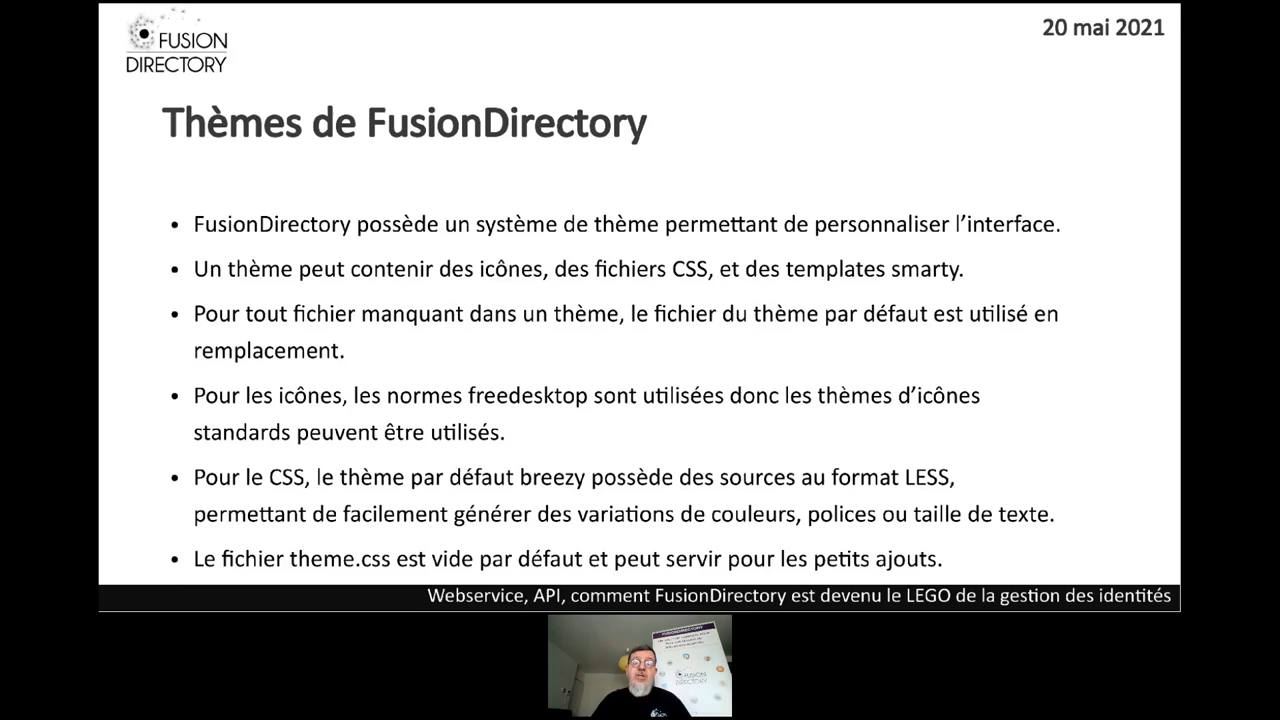 FUSION
DIRECTORY
20 mai 2021
Thèmes de FusionDirectory
• FusionDirectory possède un système de thème permettant de personnaliser l’interface.
• Un thème peut contenir des icônes, des fichiers CSS, et des templates smarty.
• Pour tout fichier manquant dans un thème, le fichier du thème par défaut est utilisé en
remplacement.
• Pour les icônes, les normes freedesktop sont utilisées donc les thèmes d’icônes
standards peuvent être utilisés.
• Pour le CSS, le thème par défaut breezy possède des sources au format LESS,
permettant de facilement générer des variations de couleurs, polices ou taille de texte.
• Le fichier theme.css est vide par défaut et peut servir pour les petits ajouts.
Webservice, API, comment FusionDirectory est devenu le LEGO de la gestion des identités
FUSION
DIRECTORY